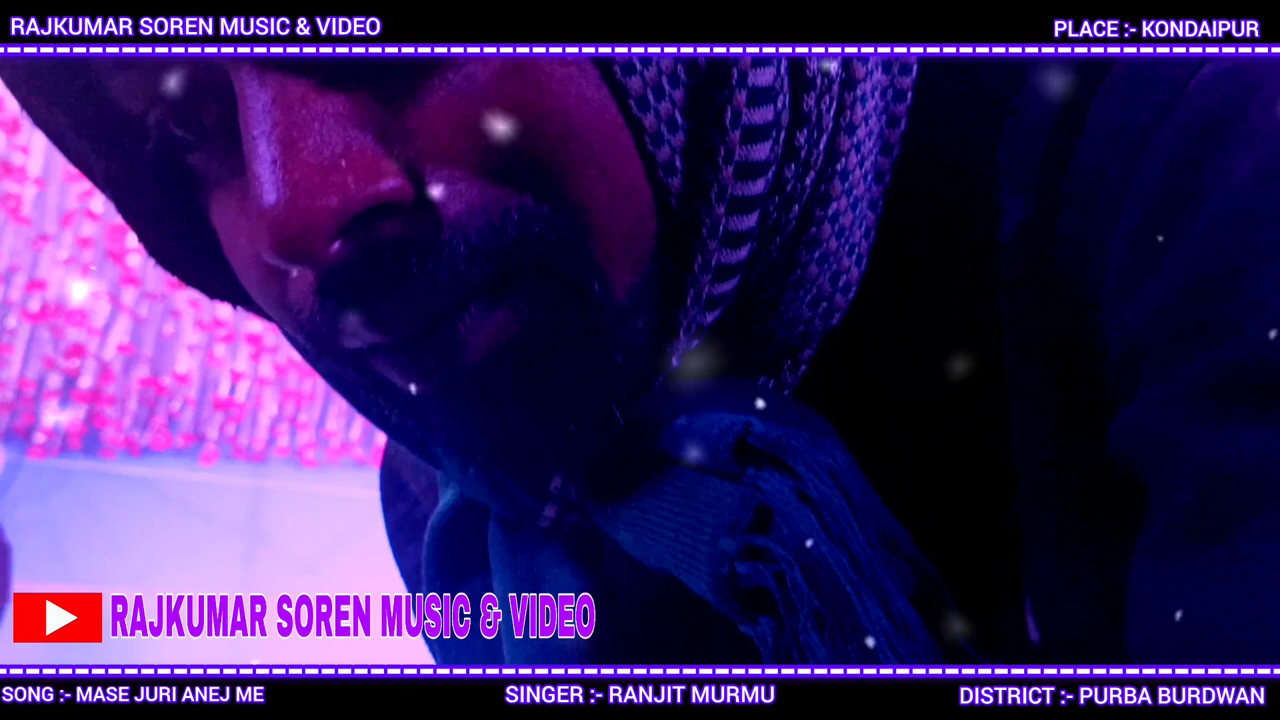 RAJKUMAR SOREN MUSIC & VIDEO
PLACE :- KONDAIPUR
RAJKUMAR SOREN MUSIC & VIDEO
SONG :- MASE JURI ANEJ ME
SINGER :- RANJIT MURMU
DISTRICT :- PURBA BURDWAN